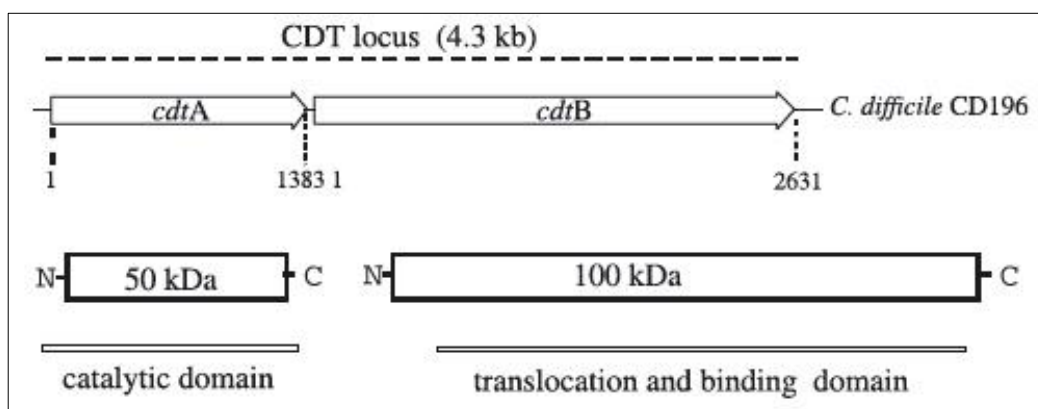 CDT locus (4.3 kb)
cdtA cdtB C. difficile CD196
1 1383 1 2631
N 50 kDa C N 100 kDa C
catalytic domain translocation and binding domain